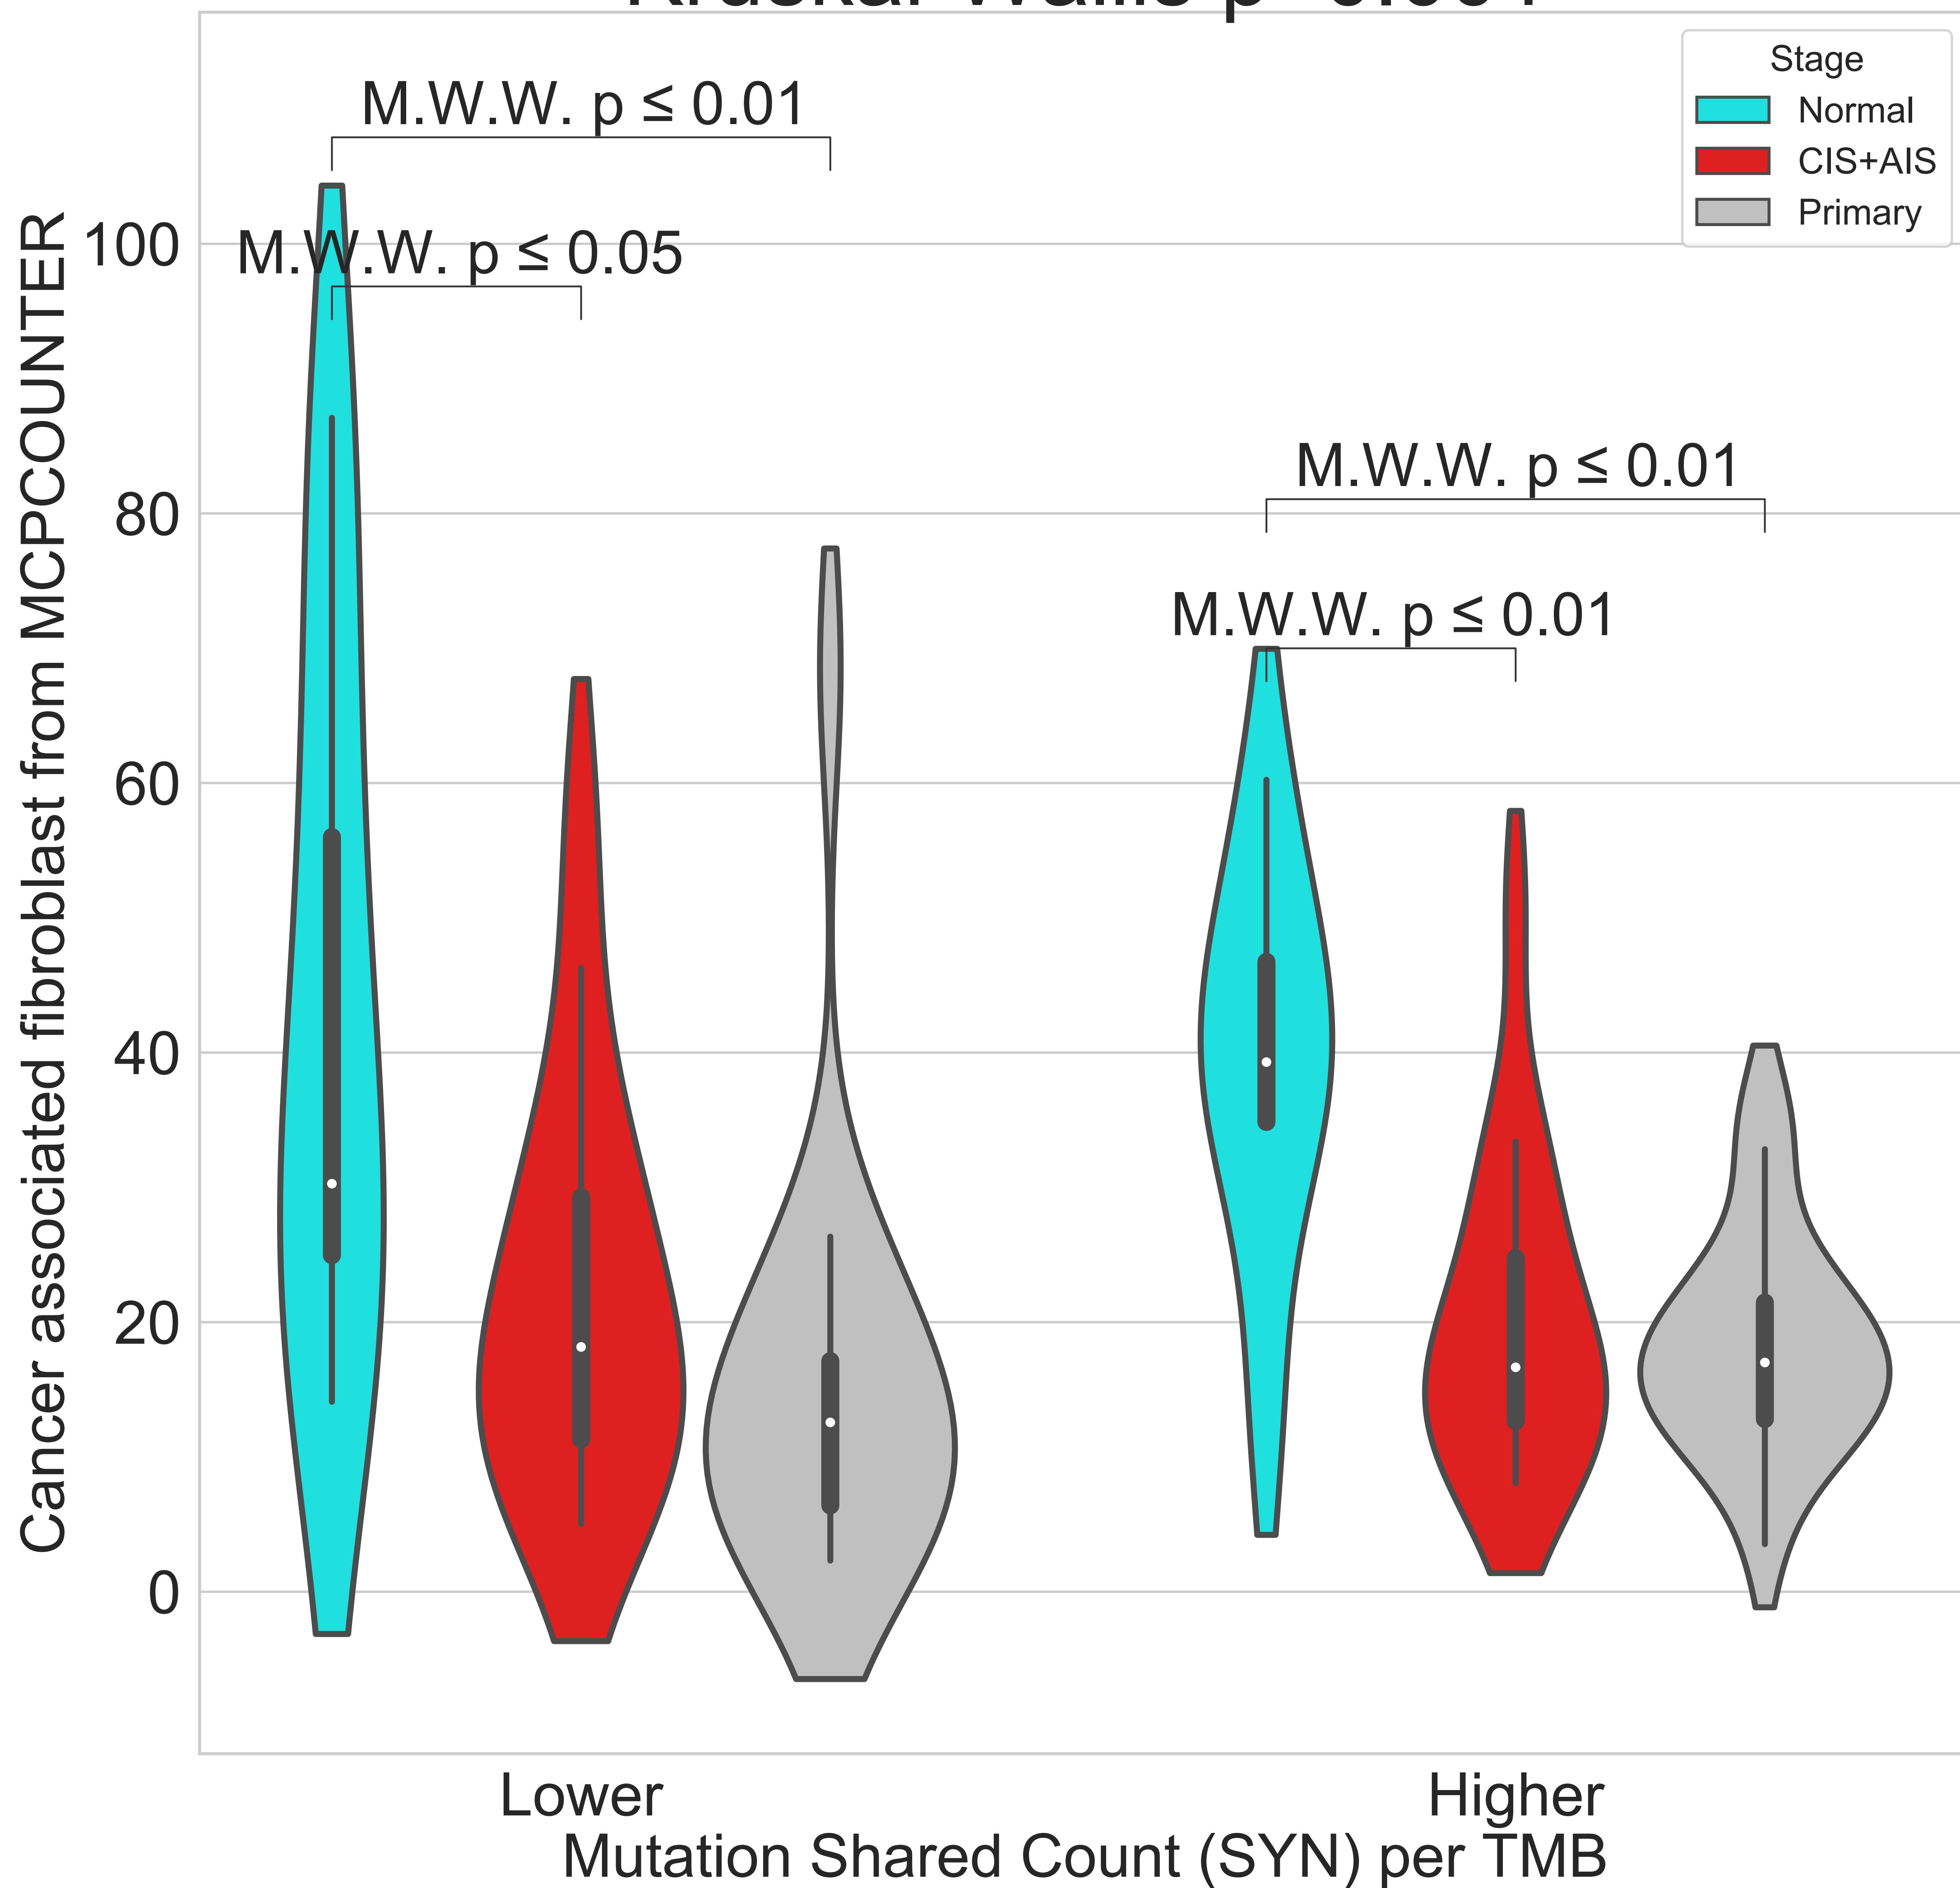 Stage
Normal
CIS+AIS
Primary
M.W.W. p ≤ 0.01
M.W.W. p ≤ 0.05
M.W.W. p ≤ 0.01
M.W.W. p ≤ 0.01
Cancer associated fibroblast from MCPCOUNTER
100
80
60
40
20
0
Lower
Higher
Mutation Shared Count (SYN) per TMB